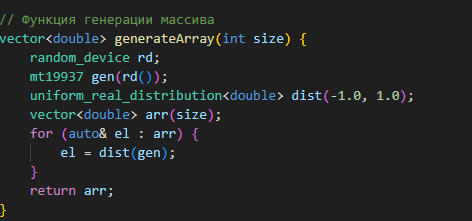 // Функция генерации массива
vector<double> generateArray(int size) {
random_device rd;
mt19937 gen(rd());
uniform_real_distribution<double> dist(-1.0, 1.0);
vector<double> arr(size);
for (auto& el : arr) {
el = dist(gen);
}
return arr;
}